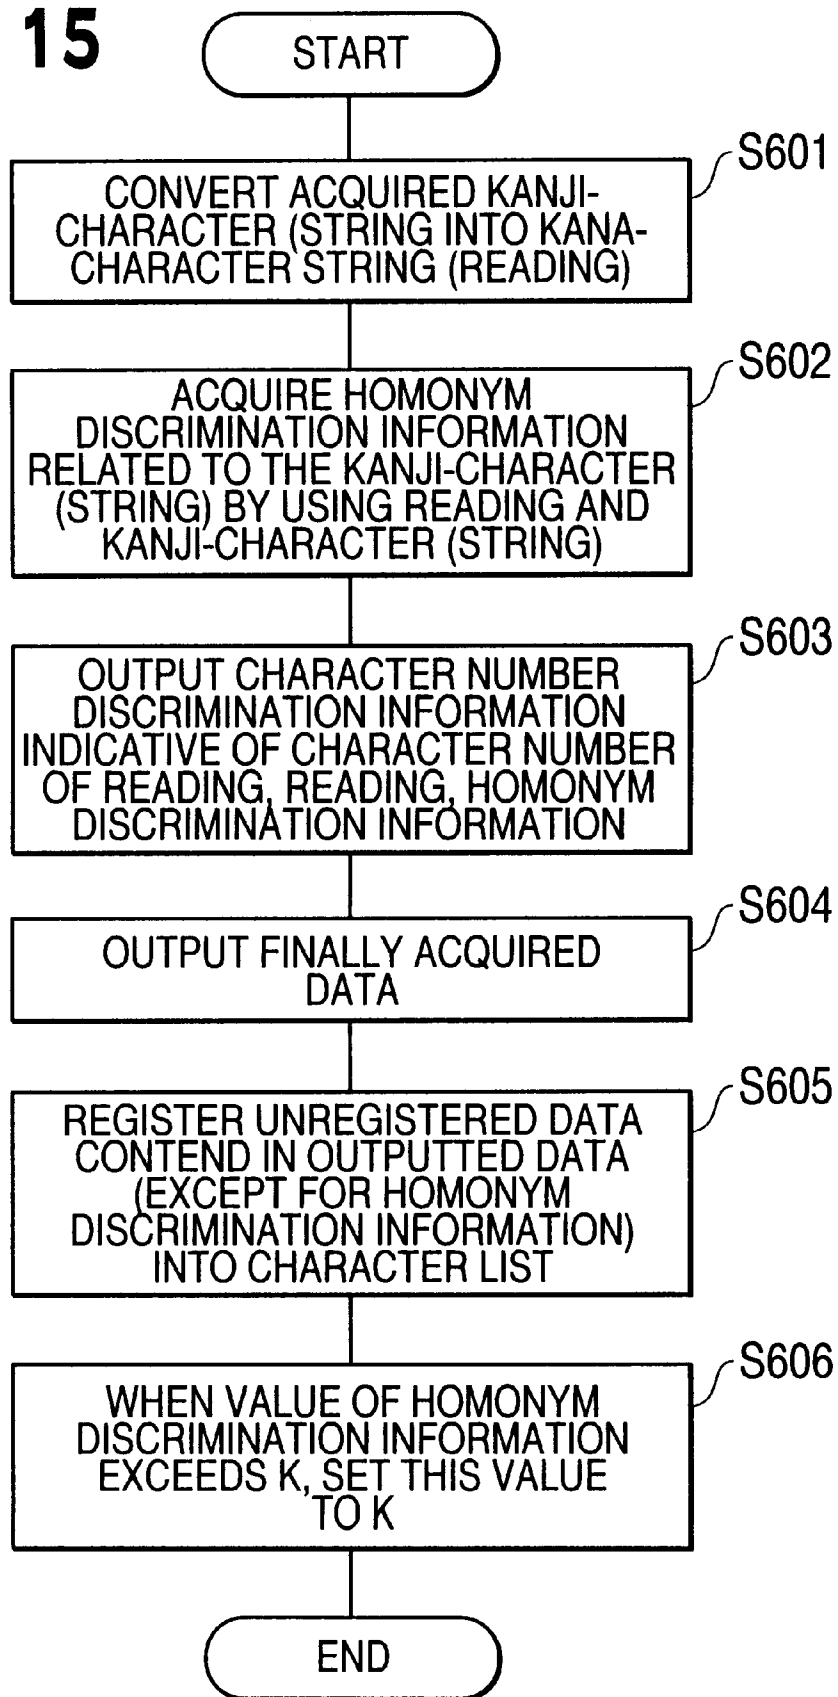 15
START
S601
CONVERT ACQUIRED KANJI-
CHARACTER (STRING INTO KANA-
CHARACTER STRING (READING)
S602
ACQUIRE HOMONYM
DISCRIMINATION INFORMATION
RELATED TO THE KANJI-CHARACTER
(STRING) BY USING READING AND
KANJI-CHARACTER (STRING)
S603
OUTPUT CHARACTER NUMBER
DISCRIMINATION INFORMATION
INDICATIVE OF CHARACTER NUMBER
OF READING, READING, HOMONYM
DISCRIMINATION INFORMATION
S604
OUTPUT FINALLY ACQUIRED
DATA
S605
REGISTER UNREGISTERED DATA
CONTEND IN OUTPUTTED DATA
(EXCEPT FOR HOMONYM
DISCRIMINATION INFORMATION)
INTO CHARACTER LIST
S606
WHEN VALUE OF HOMONYM
DISCRIMINATION INFORMATION
EXCEEDS K, SET THIS VALUE
TO K
END